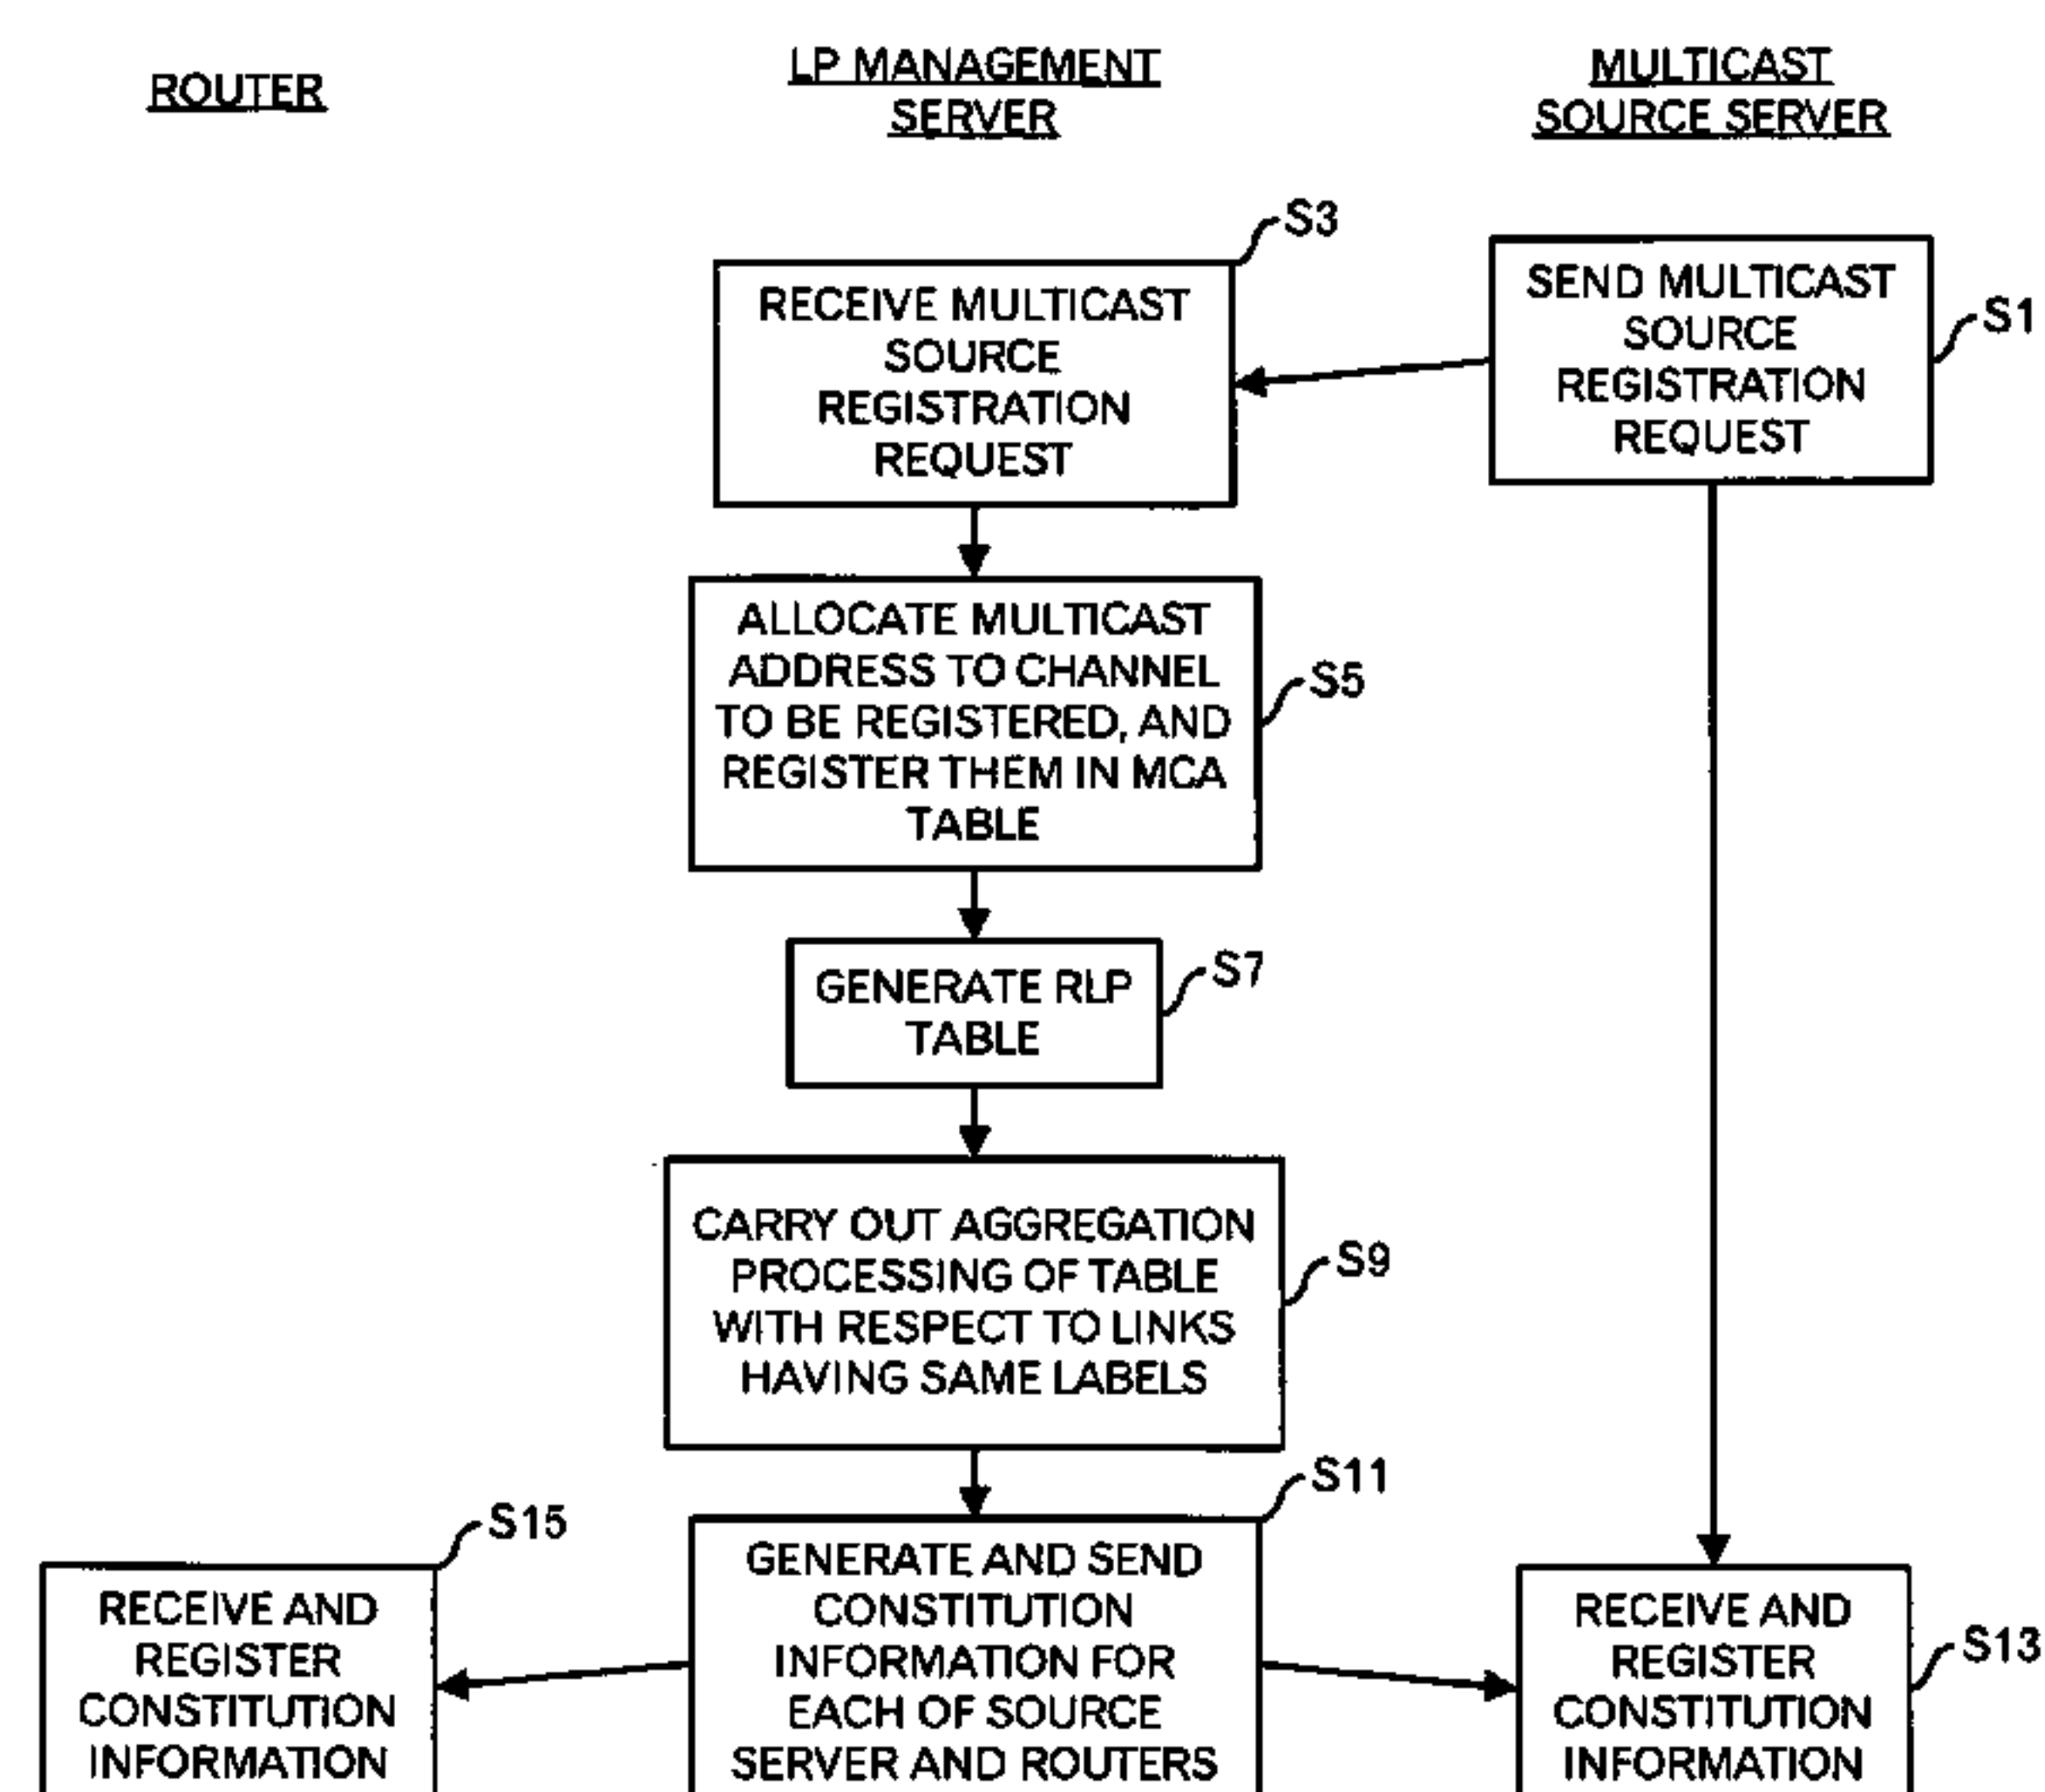 ROUTER
LP MANAGEMENT
SERVER
MULTICAST
SOURCE SERVER
S3
RECEIVE MULTICAST
SOURCE
REGISTRATION
REQUEST
SEND MULTICAST
SOURCE
REGISTRATION
REQUEST
S1
ALLOCATE MULTICAST
ADDRESS TO CHANNEL
TO BE REGISTERED, AND
REGISTER THEM IN MCA
TABLE
S5
GENERATE RLP
TABLE
S7
CARRY OUT AGGREGATION
PROCESSING OF TABLE
WITH RESPECT TO LINKS
HAVING SAME LABELS
S9
S11
S15
RECEIVE AND
REGISTER
CONSTITUTION
INFORMATION
GENERATE AND SEND
CONSTITUTION
INFORMATION FOR
EACH OF SOURCE
SERVER AND ROUTERS
RECEIVE AND
REGISTER
CONSTITUTION
INFORMATION
S13